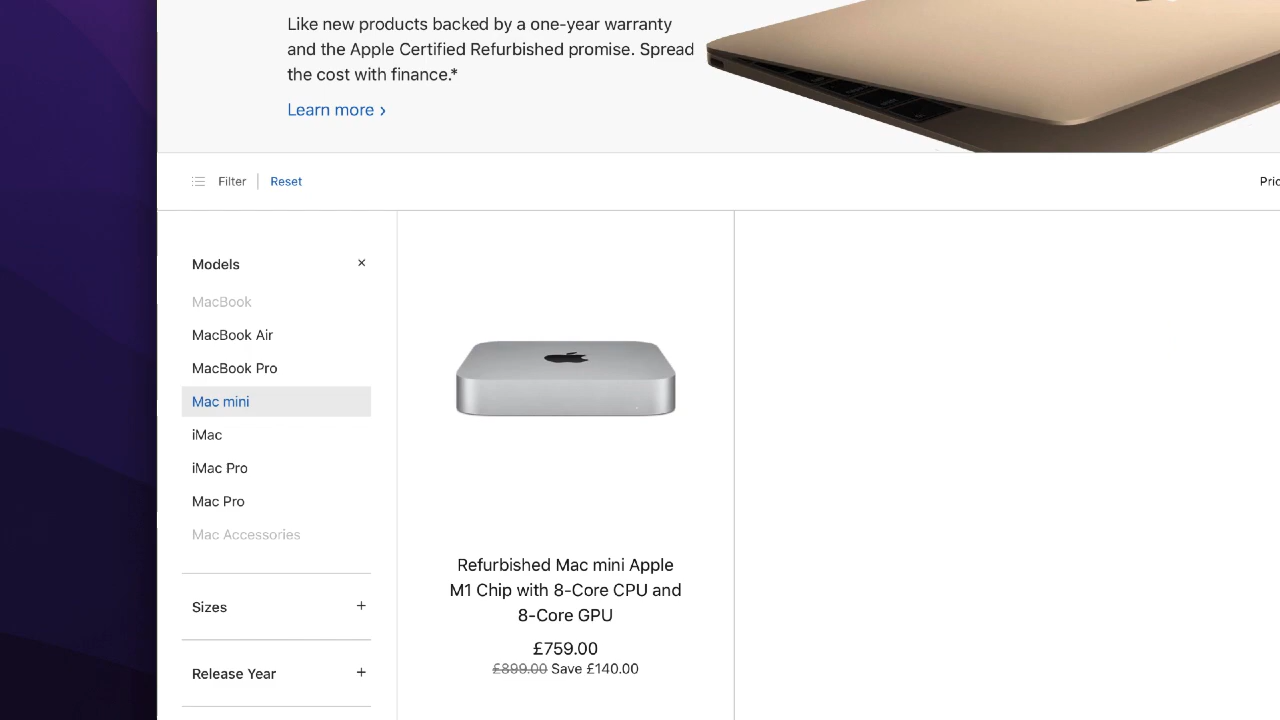 Like new products backed by a one-year warranty
and the Apple Certified Refurbished promise. Spread
the cost with finance.*
Learn more ›
Filter
Reset
Models
MacBook
MacBook Air
MacBook Pro
Mac mini
iMac
iMac Pro
Mac Pro
Mac Accessories
Sizes +
Release Year +
Refurbished Mac mini Apple
M1 Chip with 8-Core CPU and
8-Core GPU
£759.00
£899.00 Save £140.00